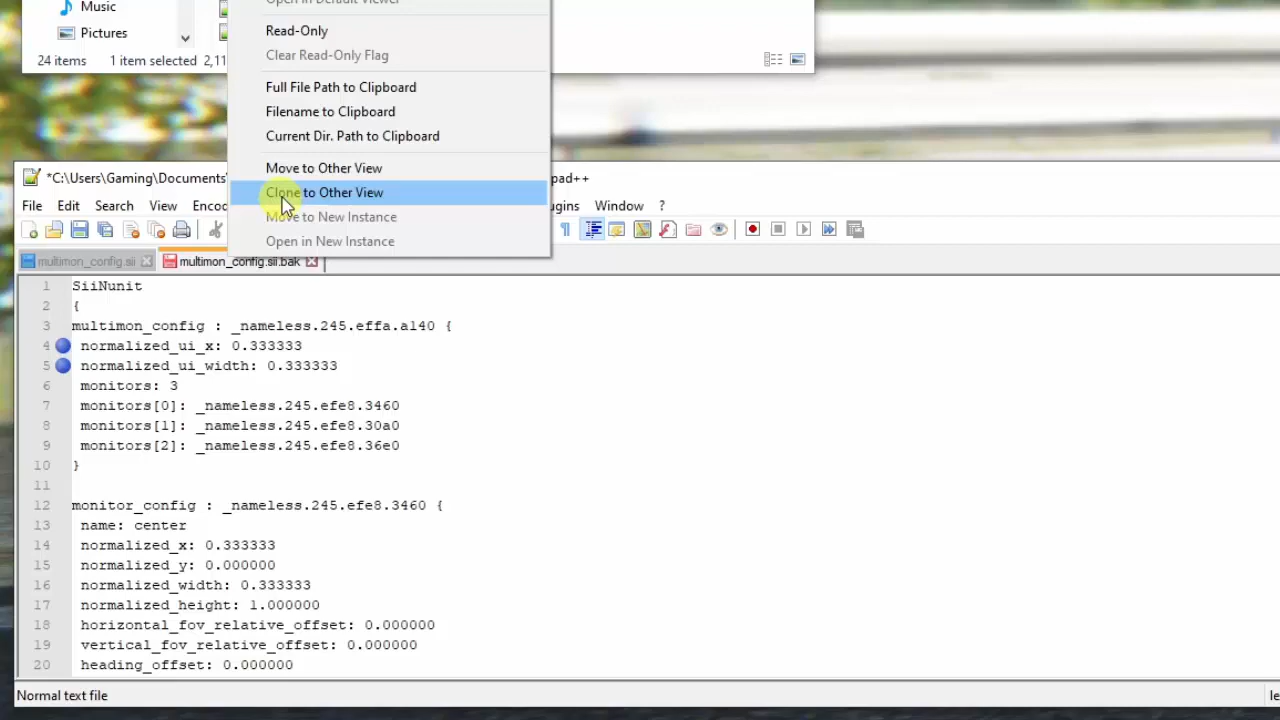 Music
Open in Default Viewer
Pictures
Read-Only
24 items 1 item selected 2,11
Clear Read-Only Flag
Full File Path to Clipboard
Filename to Clipboard
Current Dir. Path to Clipboard
Move to Other View
*C:\Users\Gaming\Documents\
pad++
Clone to Other View
File Edit Search View Encod
ugins Window ?
Move to New Instance
Open in New Instance
multimon_config.sii multimon_config.sii.bak
1 SiiNunit
2 {
3 multimon_config : _nameless.245.effa.a140 {
4 normalized_ui_x: 0.333333
5 normalized_ui_width: 0.333333
6 monitors: 3
7 monitors[0]: _nameless.245.efe8.3460
8 monitors[1]: _nameless.245.efe8.30a0
9 monitors[2]: _nameless.245.efe8.36e0
10 }
11
12 monitor_config : _nameless.245.efe8.3460 {
13 name: center
14 normalized_x: 0.333333
15 normalized_y: 0.000000
16 normalized_width: 0.333333
17 normalized_height: 1.000000
18 horizontal_fov_relative_offset: 0.000000
19 vertical_fov_relative_offset: 0.000000
20 heading_offset: 0.000000
Normal text file
le